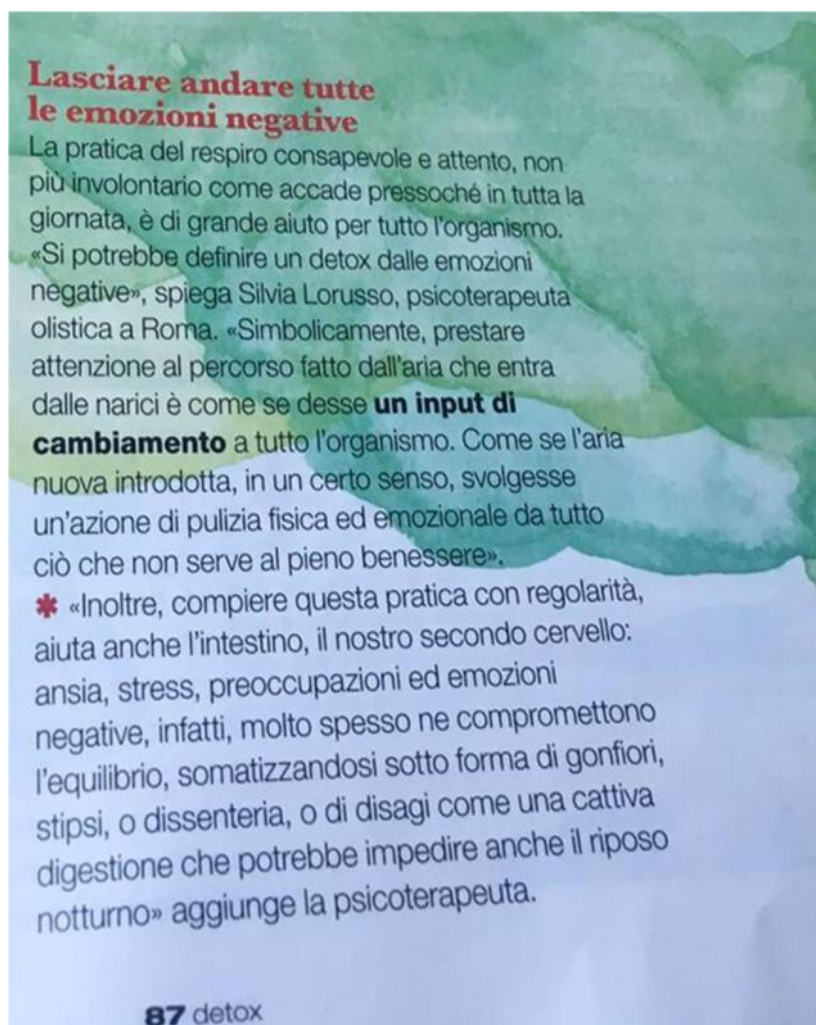 Lasciare andare tutte
le emozioni negative
La pratica del respiro consapevole e attento, non
più involontario come accade pressoché in tutta la
giornata, è di grande aiuto per tutto l'organismo.
«Si potrebbe definire un detox dalle emozioni
negative», spiega Silvia Lorusso, psicoterapeuta
olistica a Roma. «Simbolicamente, prestare
attenzione al percorso fatto dall'aria che entra
dalle narici è come se desse un input di
cambiamento a tutto l'organismo. Come se l'aria
nuova introdotta, in un certo senso, svolgesse
un'azione di pulizia fisica ed emozionale da tutto
ciò che non serve al pieno benessere».
✱ «Inoltre, compiere questa pratica con regolarità,
aiuta anche l'intestino, il nostro secondo cervello:
ansia, stress, preoccupazioni ed emozioni
negative, infatti, molto spesso ne compromettono
l'equilibrio, somatizzandosi sotto forma di gonfiori,
stipsi, o dissenteria, o di disagi come una cattiva
digestione che potrebbe impedire anche il riposo
notturno» aggiunge la psicoterapeuta.
87 detox